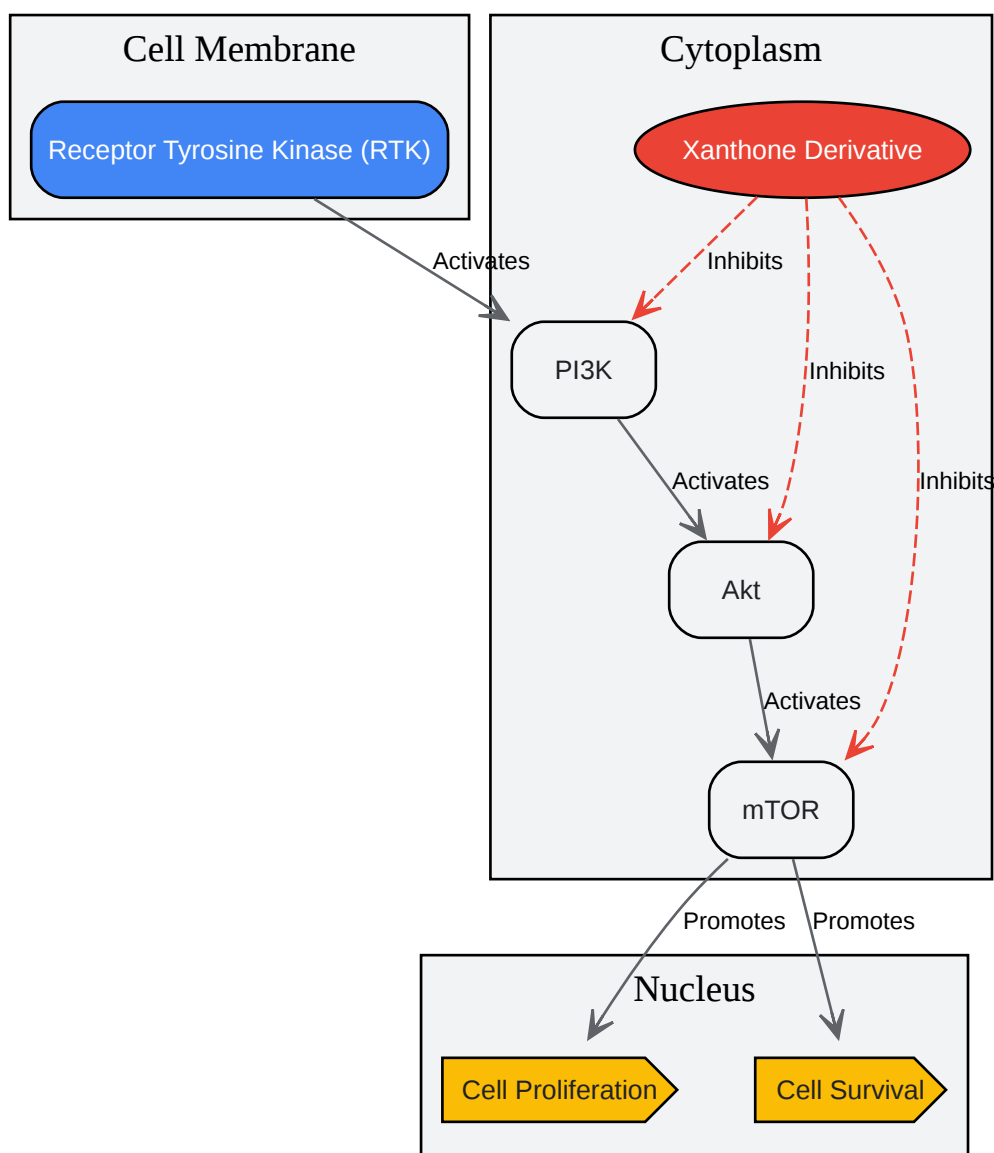 Cell Membrane
Cytoplasm
Receptor Tyrosine Kinase (RTK)
Xanthone Derivative
Activates
Inhibits
PI3K
Inhibits
Activates
Inhibits
Akt
Activates
mTOR
Promotes
Promotes
Nucleus
Cell Proliferation
Cell Survival